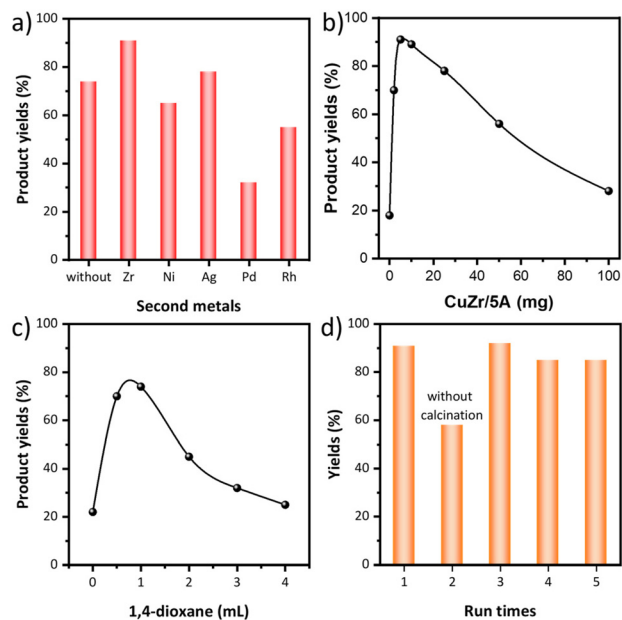 a)
100
80
60
40
20
0
Product yields (%)
without Zr Ni Ag Pd Rh
Second metals
b)
100
80
60
40
20
0
Product yields (%)
0 20 40 60 80 100
CuZr/5A (mg)
c)
100
80
60
40
20
0
Product yields (%)
0 1 2 3 4
1,4-dioxane (mL)
d)
100
80
60
40
20
0
Yields (%)
without
calcination
1 2 3 4 5
Run times